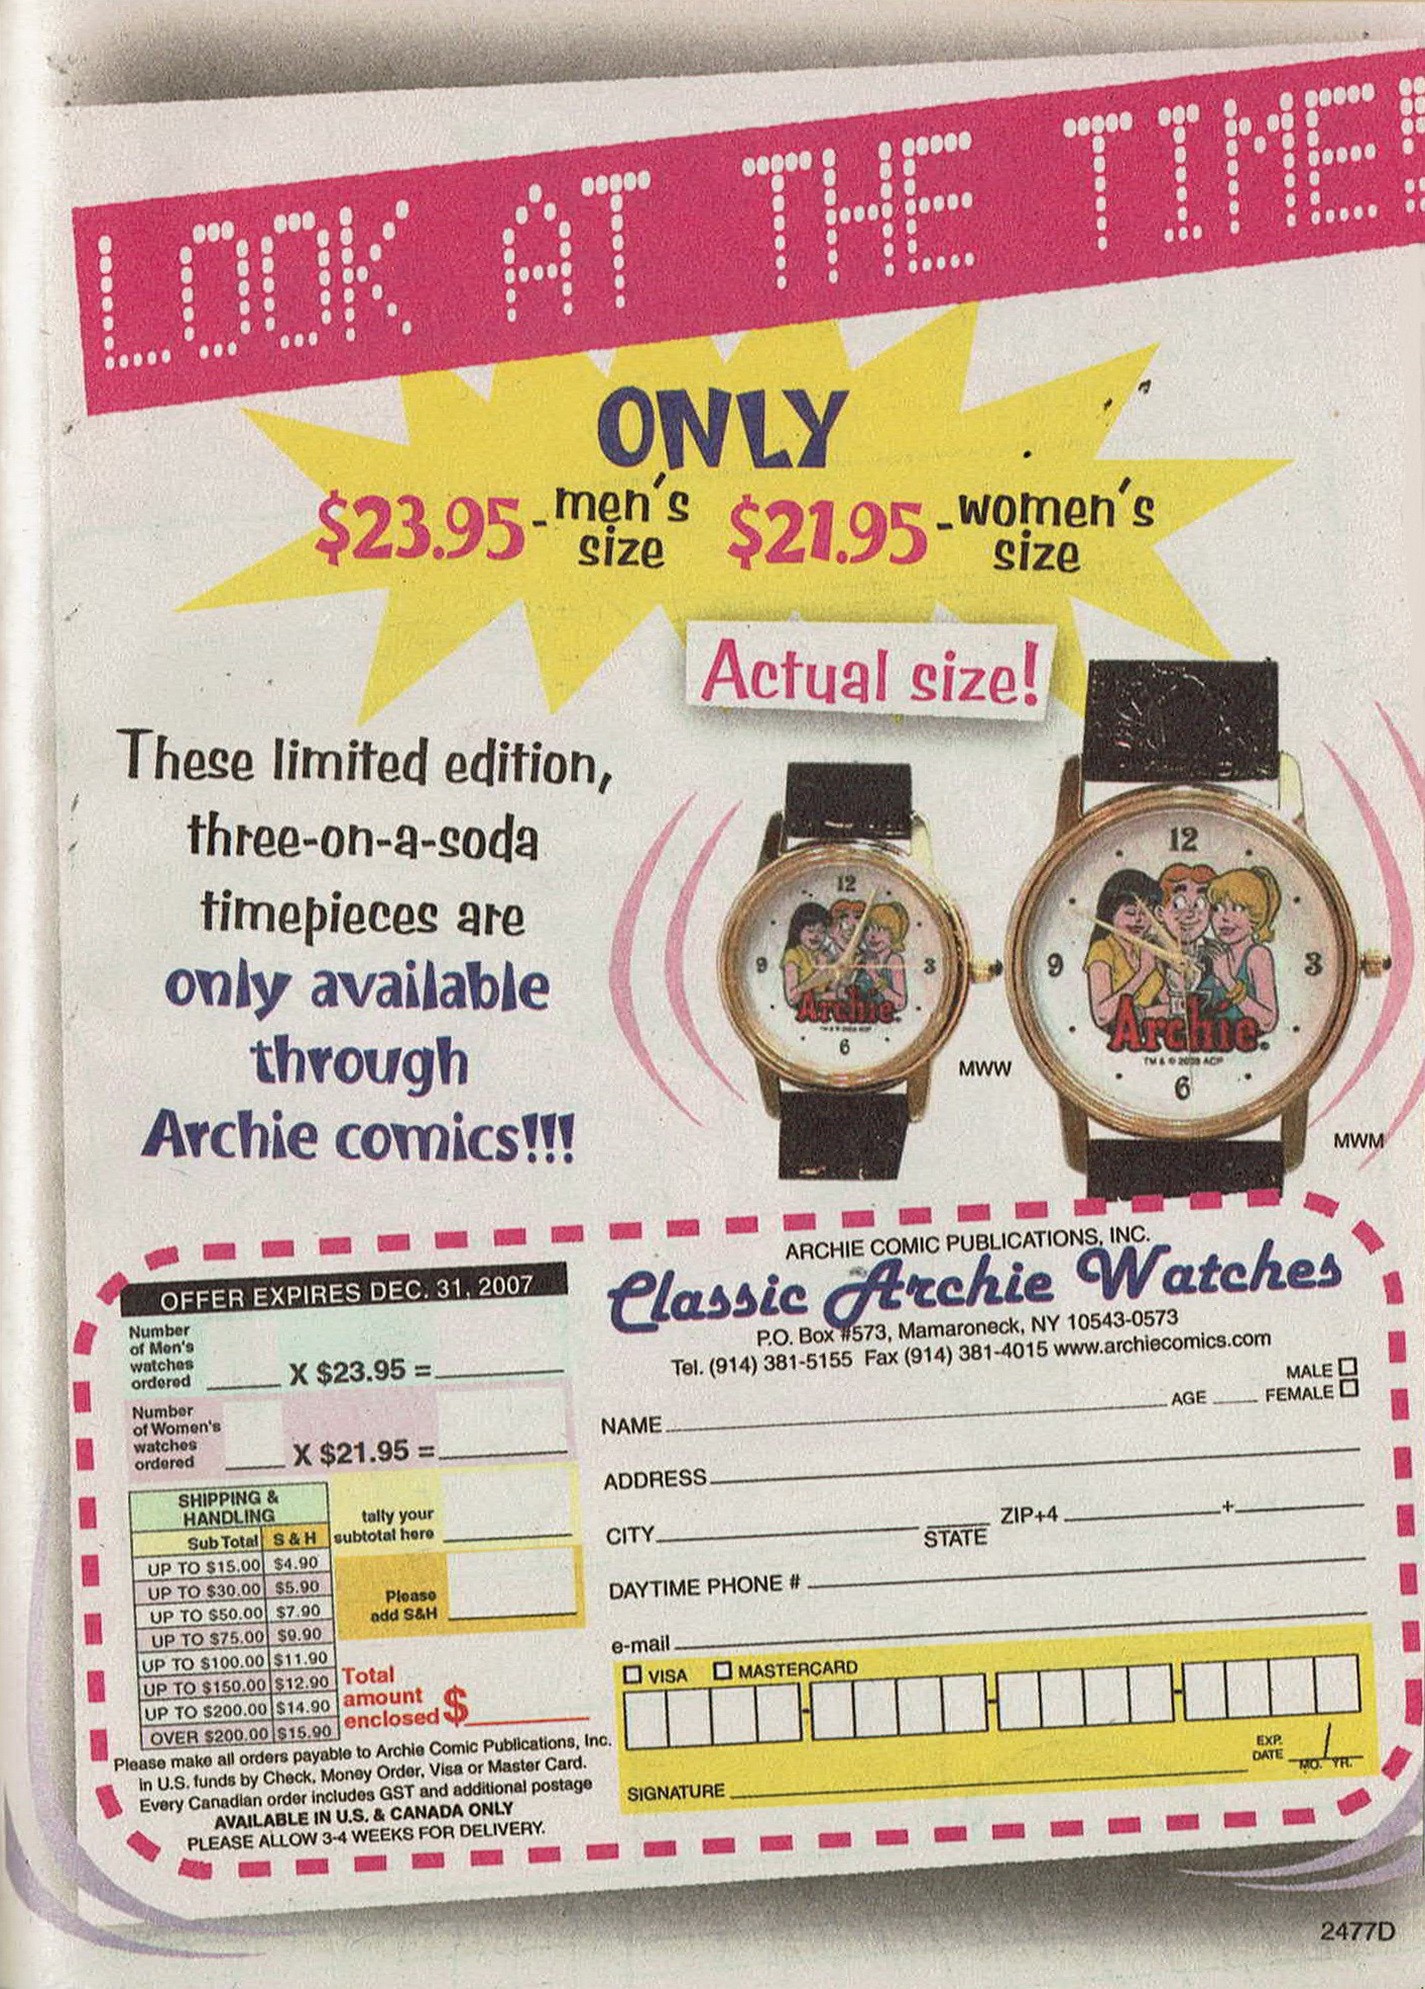 LOOK AT THE TIME!
ONLY
$23.95-men's size $21.95-women's size
Actual size!
These limited edition,
three-on-a-soda
timepieces are
only available
through
Archie comics!!!
12
9
3
6
Archie
MWW
12
9
3
6
Archie
MWM
ARCHIE COMIC PUBLICATIONS, INC.
Classic Archie Watches
P.O. Box #573, Mamaroneck, NY 10543-0573
Tel. (914) 381-5155 Fax (914) 381-4015 www.archiecomics.com
OFFER EXPIRES DEC. 31, 2007
Number
of Men's
watches
ordered
X $23.95 =
Number
of Women's
watches
ordered
X $21.95 =
SHIPPING &
HANDLING
Sub Total S & H
UP TO $15.00 $4.90
UP TO $30.00 $5.90
UP TO $50.00 $7.90
UP TO $75.00 $9.90
UP TO $100.00 $11.90
UP TO $150.00 $12.90
UP TO $200.00 $14.90
OVER $200.00 $15.90
tally your
subtotal here
Please
add S&H
Total
amount
enclosed $
Please make all orders payable to Archie Comic Publications, Inc.
in U.S. funds by Check, Money Order, Visa or Master Card.
Every Canadian order includes GST and additional postage
AVAILABLE IN U.S. & CANADA ONLY
PLEASE ALLOW 3-4 WEEKS FOR DELIVERY.
MALE
NAME AGE FEMALE
ADDRESS
CITY STATE ZIP+4 +
DAYTIME PHONE #
e-mail
VISA MASTERCARD
EXP.
DATE / MO. YR.
SIGNATURE
2477D